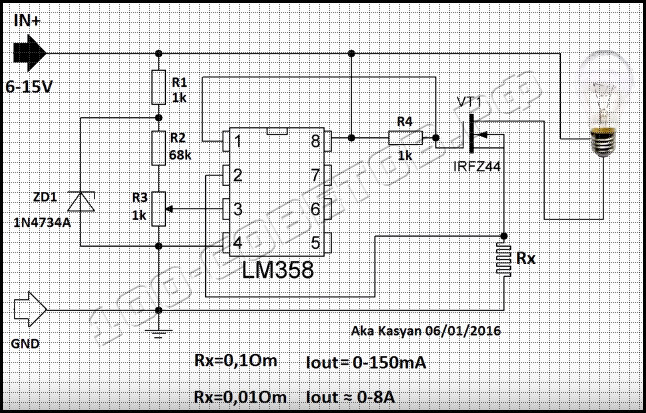 IN+
6-15V
R1
1k
R2
68k
ZD1
1N4734A
R3
1k
1
2
3
4
8
7
6
5
LM358
R4
1k
VT1
IRFZ44
Rx
GND
Aka Kasyan 06/01/2016
Rx=0,1Om Iout = 0-150mA
Rx=0,01Om Iout ≈ 0-8A